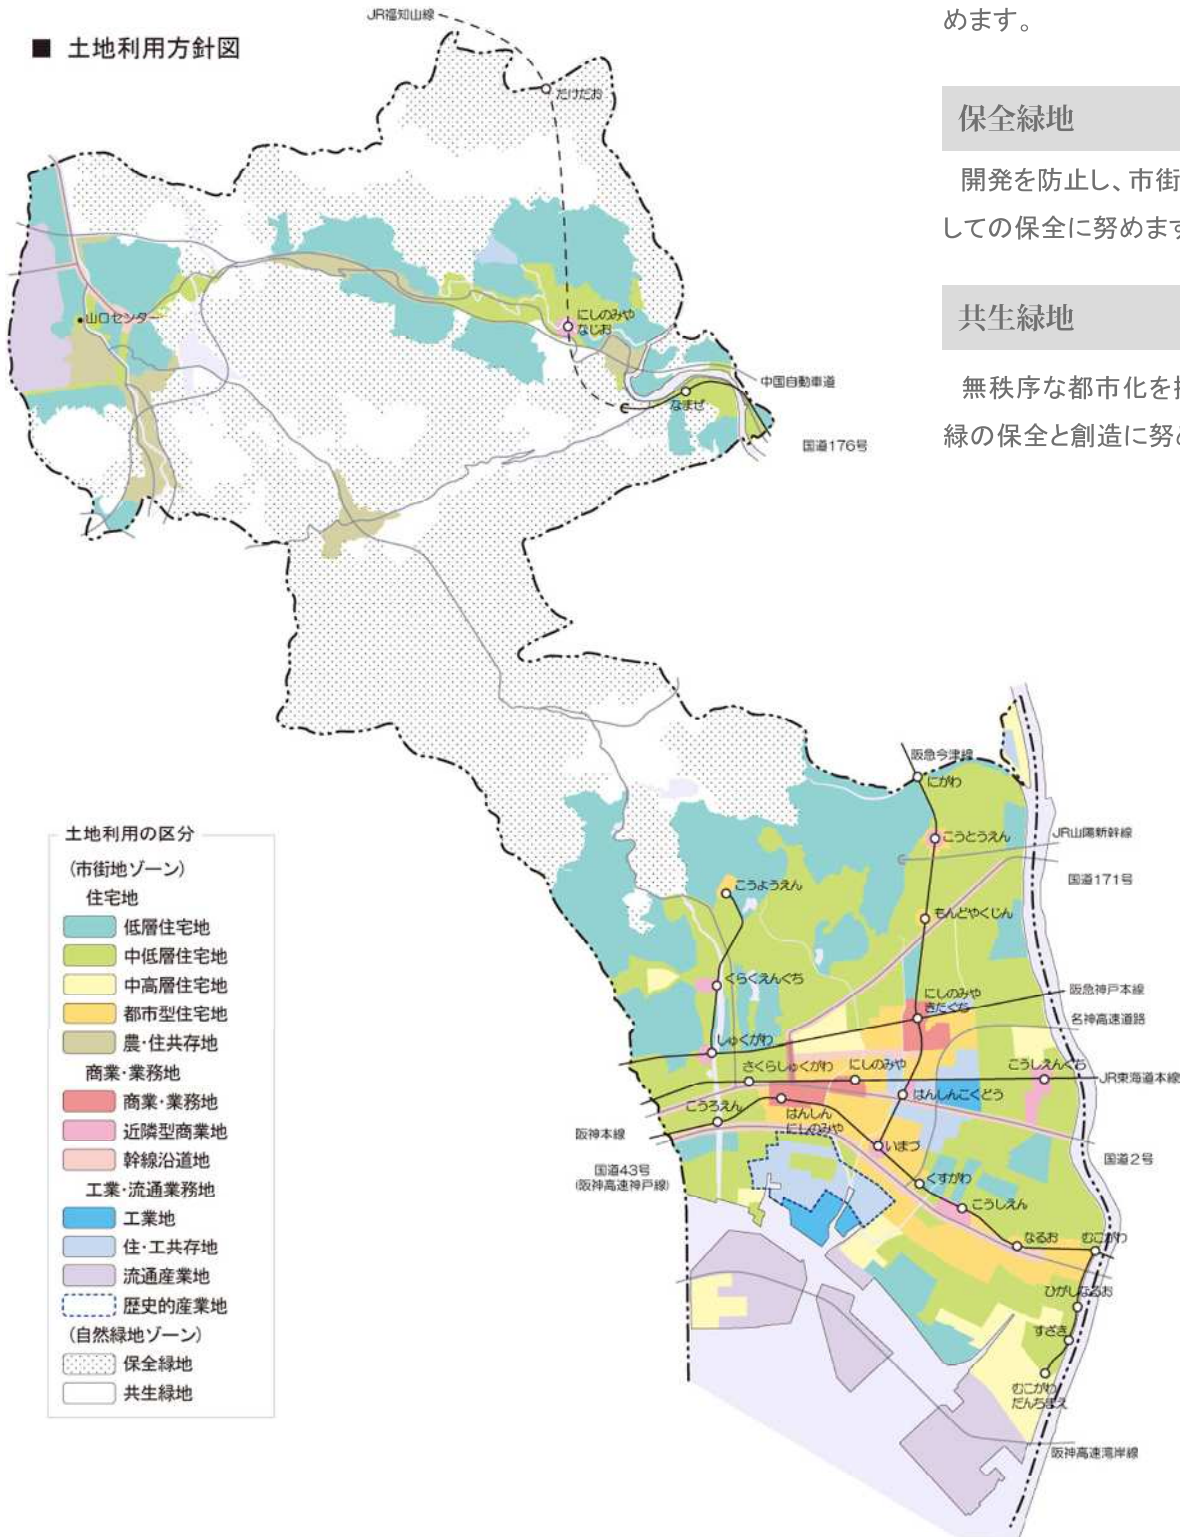 めます。
■ 土地利用方針図
保全緑地
開発を防止し、市街
しての保全に努めます
共生緑地
無秩序な都市化を
緑の保全と創造に努
JR福知山線
たけだお
山口センター
にしのみや
なじお
中国自動車道
なまぜ
国道176号
阪急今津線
にがわ
こうとうえん
JR山陽新幹線
国道171号
こうようえん
もんどやくじん
くらくえんぐち
にしのみや
きたぐち
阪急神戸本線
名神高速道路
しゅくがわ
さくらしゅくがわ
にしのみや
こうしえんぐち
JR東海道本線
はんしんこくどう
こうろえん
はんしん
にしのみや
阪神本線
いまづ
国道2号
国道43号
(阪神高速神戸線)
くすがわ
こうしえん
なるお
むこがわ
ひがしなるお
すざき
むこがわ
だんちまえ
阪神高速湾岸線
土地利用の区分
(市街地ゾーン)
住宅地
低層住宅地
中低層住宅地
中高層住宅地
都市型住宅地
農・住共存地
商業・業務地
商業・業務地
近隣型商業地
幹線沿道地
工業・流通業務地
工業地
住・工共存地
流通産業地
歴史的産業地
(自然緑地ゾーン)
保全緑地
共生緑地